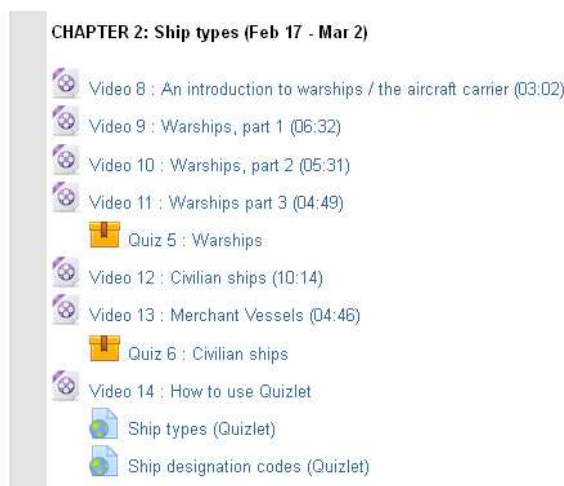 CHAPTER 2: Ship types (Feb 17 - Mar 2)
Video 8 : An introduction to warships / the aircraft carrier (03:02)
Video 9 : Warships, part 1 (06:32)
Video 10 : Warships, part 2 (05:31)
Video 11 : Warships part 3 (04:49)
Quiz 5 : Warships
Video 12 : Civilian ships (10:14)
Video 13 : Merchant Vessels (04:46)
Quiz 6 : Civilian ships
Video 14 : How to use Quizlet
Ship types (Quizlet)
Ship designation codes (Quizlet)